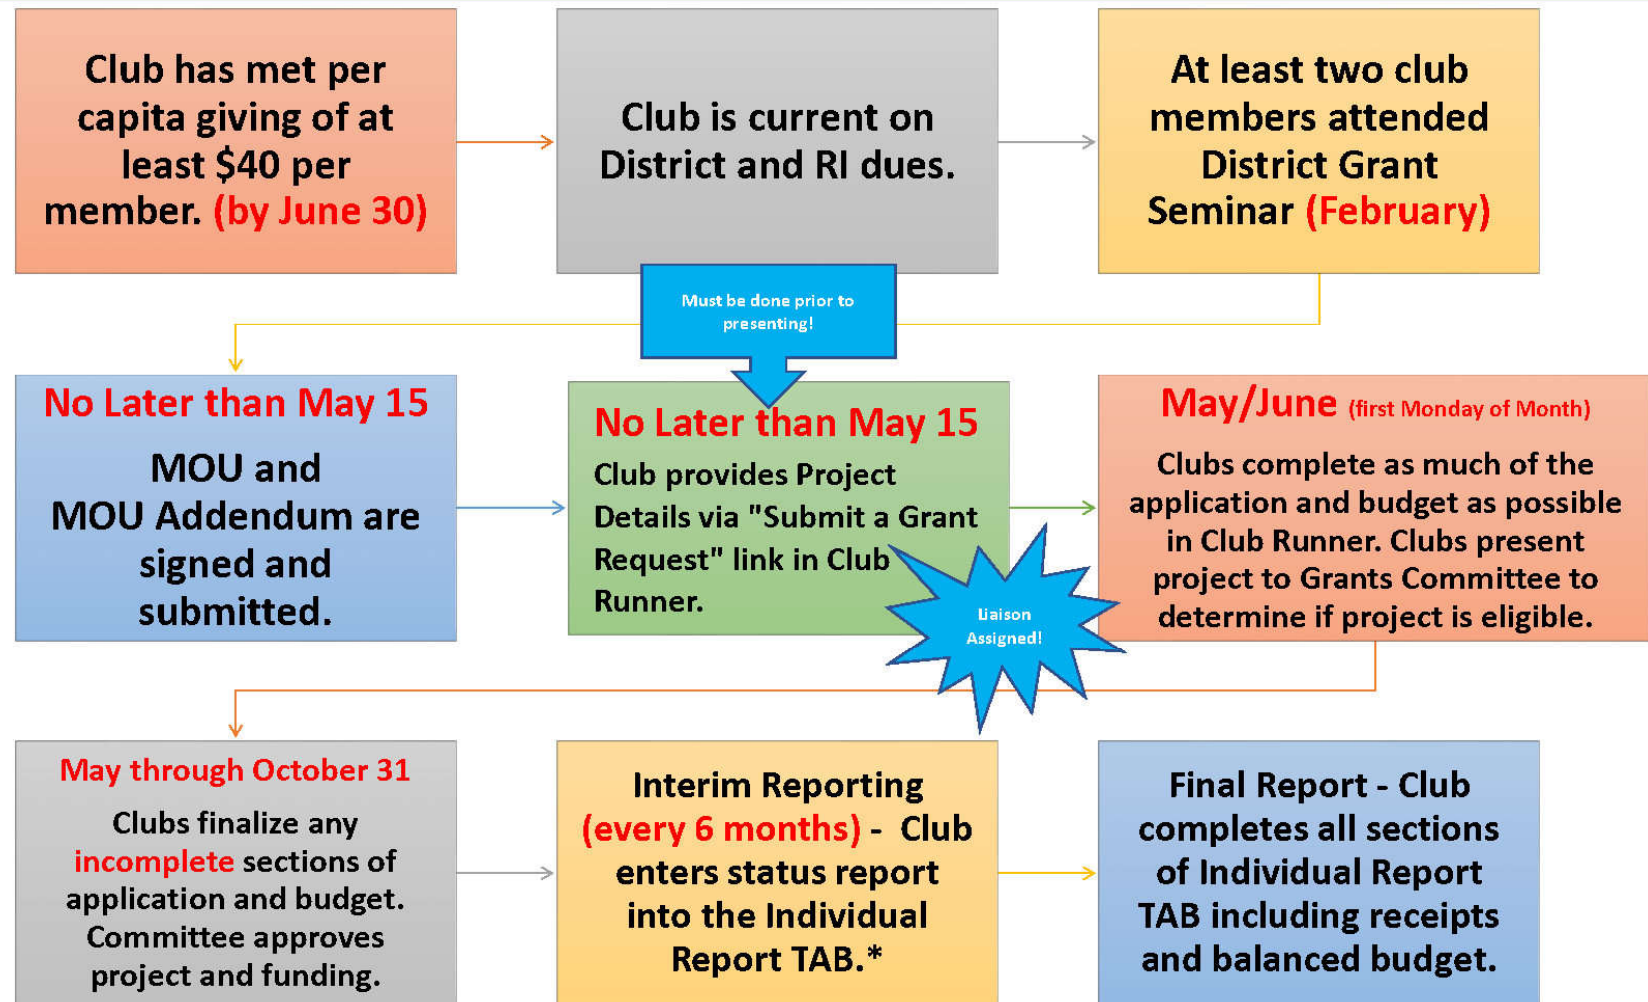 Club has met per
capita giving of at
least $40 per
member. (by June 30)
Club is current on
District and RI dues.
At least two club
members attended
District Grant
Seminar (February)
Must be done prior to
presenting!
No Later than May 15
MOU and
MOU Addendum are
signed and
submitted.
No Later than May 15
Club provides Project
Details via "Submit a Grant
Request" link in Club
Runner.
Liaison
Assigned!
May/June (first Monday of Month)
Clubs complete as much of the
application and budget as possible
in Club Runner. Clubs present
project to Grants Committee to
determine if project is eligible.
May through October 31
Clubs finalize any
incomplete sections of
application and budget.
Committee approves
project and funding.
Interim Reporting
(every 6 months) - Club
enters status report
into the Individual
Report TAB.*
Final Report - Club
completes all sections
of Individual Report
TAB including receipts
and balanced budget.